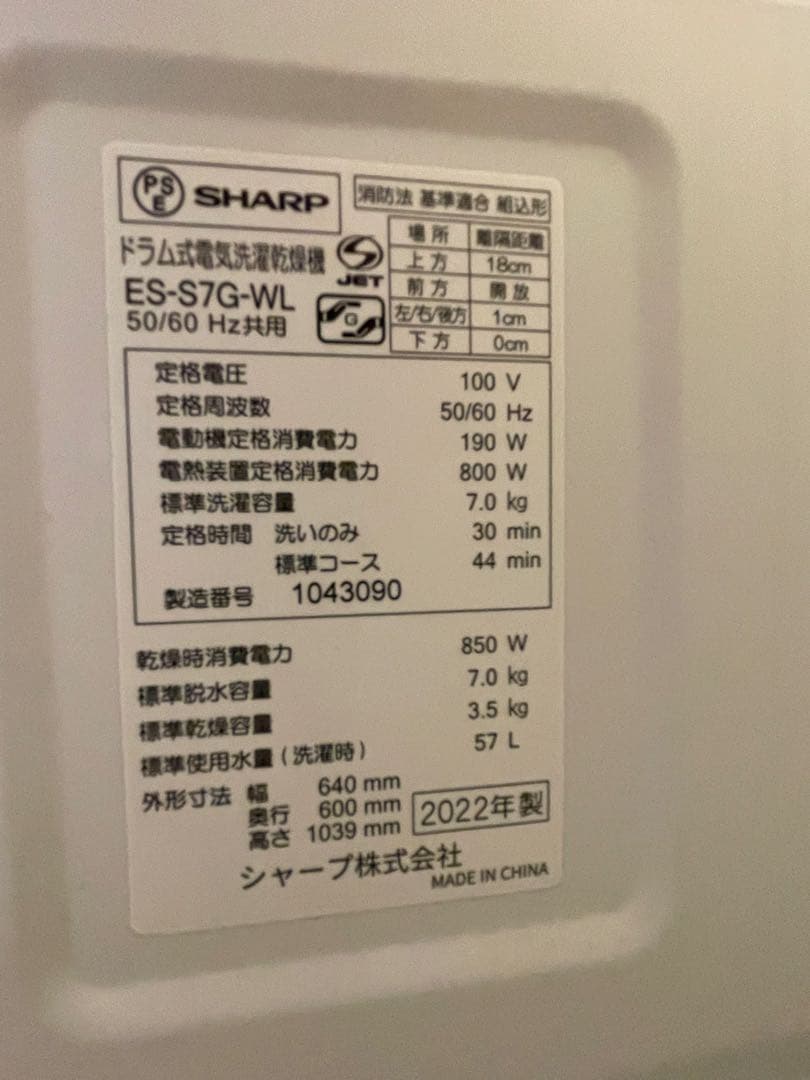 PSE SHARP
消防法 基準適合 組込形
場所 離隔距離
上方 18cm
前方 開放
左/右/後方 1cm
下方 0cm
ドラム式電気洗濯乾燥機
S JET
ES-S7G-WL
50/60 Hz共用
G
定格電圧 100 V
定格周波数 50/60 Hz
電動機定格消費電力 190 W
電熱装置定格消費電力 800 W
標準洗濯容量 7.0 kg
定格時間 洗いのみ 30 min
標準コース 44 min
製造番号 1043090
乾燥時消費電力 850 W
標準脱水容量 7.0 kg
標準乾燥容量 3.5 kg
標準使用水量(洗濯時) 57 L
外形寸法 幅 640 mm
奥行 600 mm
高さ 1039 mm
2022年製
シャープ株式会社
MADE IN CHINA